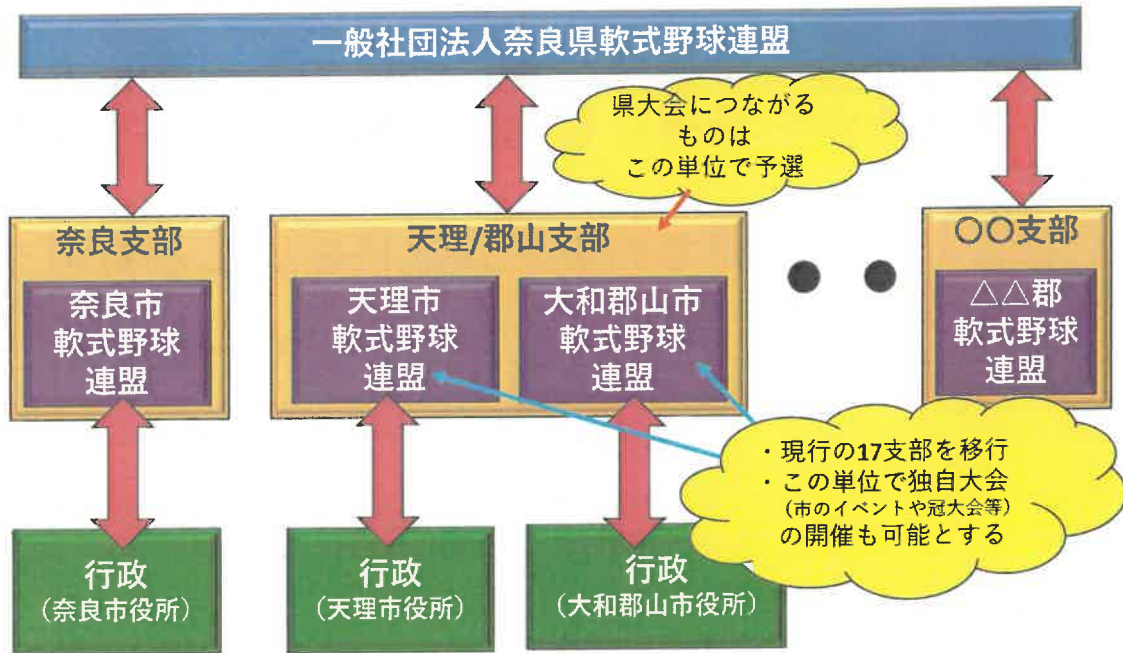 一般社団法人奈良県軟式野球連盟
県大会につながる
ものは
この単位で予選
奈良支部
奈良市
軟式野球
連盟
天理/郡山支部
天理市
軟式野球
連盟
大和郡山市
軟式野球
連盟
〇〇支部
△△郡
軟式野球
連盟
・現行の17支部を移行
・この単位で独自大会
（市のイベントや冠大会等）
の開催も可能とする
行政
（奈良市役所）
行政
（天理市役所）
行政
（大和郡山市役所）